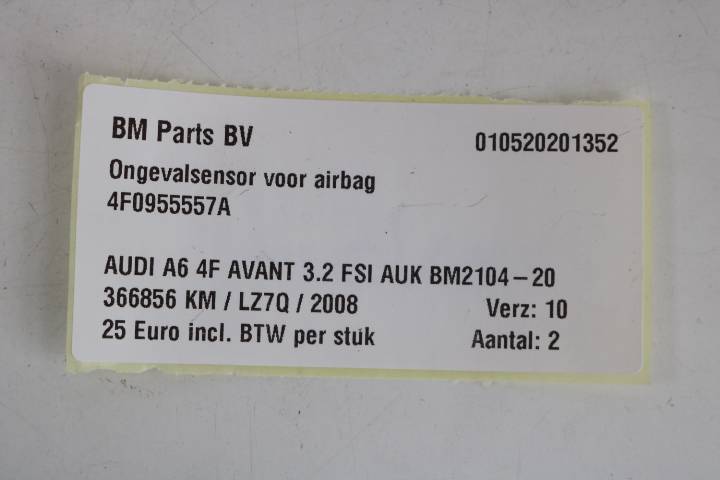 BM Parts BV 010520201352
Ongevalsensor voor airbag
4F0955557A
AUDI A6 4F AVANT 3.2 FSI AUK BM2104-20
366856 KM / LZ7Q / 2008 Verz: 10
25 Euro incl. BTW per stuk Aantal: 2